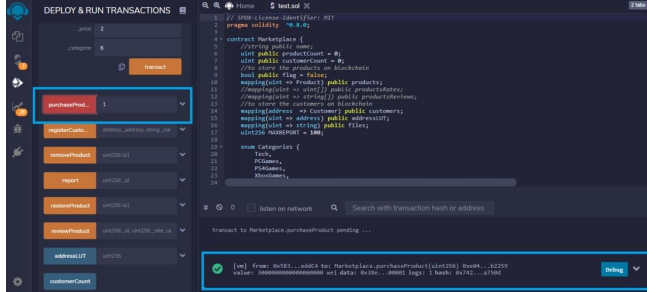 DEPLOY & RUN TRANSACTIONS
_price: 2
_categorie: 6
transact
purchaseProd... 1
registerCusto... address _address, string _nar
removeProduct uint256 id1
report uint256 _id
restoreProduct uint256 id1
reviewProduct uint256 _id, uint256 _rate, us
addressLUT uint256
customerCount
Home
test.sol
2 tabs
1 // SPDX-License-Identifier: MIT
2 pragma solidity ^0.8.0;
3
4 contract Marketplace {
5 //string public name;
6 uint public productCount = 0;
7 uint public customerCount = 0;
8 //to store the products on blockchain
9 bool public flag = false;
10 mapping(uint => Product) public products;
11 //mapping(uint => uint[]) public productsRates;
12 //mapping(uint => string[]) public productsReviews;
13 //to store the customers on blockchain
14 mapping(address => Customer) public customers;
15 mapping(uint => address) public addressLUT;
16 mapping(uint => string) public files;
17 uint256 MAXREPORT = 100;
18
19 enum Categories {
20 Tech,
21 PCGames,
22 PS4Games,
23 XboxGames,
24
0 listen on network Search with transaction hash or address
transact to Marketplace.purchaseProduct pending ...
[vm] from: 0x583...eddC4 to: Marketplace.purchaseProduct(uint256) 0xe04...b2259
value: 3000000000000000000 wei data: 0x38e...00001 logs: 1 hash: 0x742...a750d
Debug